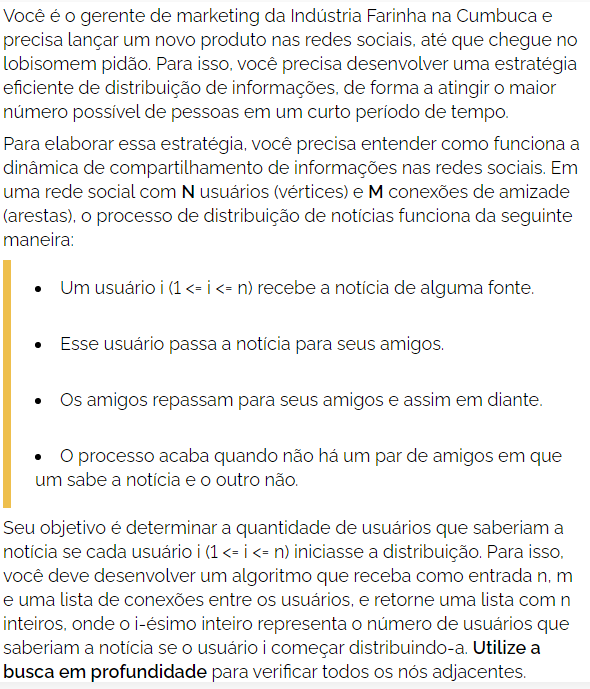 Você é o gerente de marketing da Indústria Farinha na Cumbuca e
precisa lançar um novo produto nas redes sociais, até que chegue no
lobisomem pidão. Para isso, você precisa desenvolver uma estratégia
eficiente de distribuição de informações, de forma a atingir o maior
número possível de pessoas em um curto período de tempo.
Para elaborar essa estratégia, você precisa entender como funciona a
dinâmica de compartilhamento de informações nas redes sociais. Em
uma rede social com N usuários (vértices) e M conexões de amizade
(arestas), o processo de distribuição de notícias funciona da seguinte
maneira:
• Um usuário i (1 <= i <= n) recebe a notícia de alguma fonte.
• Esse usuário passa a notícia para seus amigos.
• Os amigos repassam para seus amigos e assim em diante.
• O processo acaba quando não há um par de amigos em que
um sabe a notícia e o outro não.
Seu objetivo é determinar a quantidade de usuários que saberiam a
notícia se cada usuário i (1 <= i <= n) iniciasse a distribuição. Para isso,
você deve desenvolver um algoritmo que receba como entrada n, m
e uma lista de conexões entre os usuários, e retorne uma lista com n
inteiros, onde o i-ésimo inteiro representa o número de usuários que
saberiam a notícia se o usuário i começar distribuindo-a. Utilize a
busca em profundidade para verificar todos os nós adjacentes.